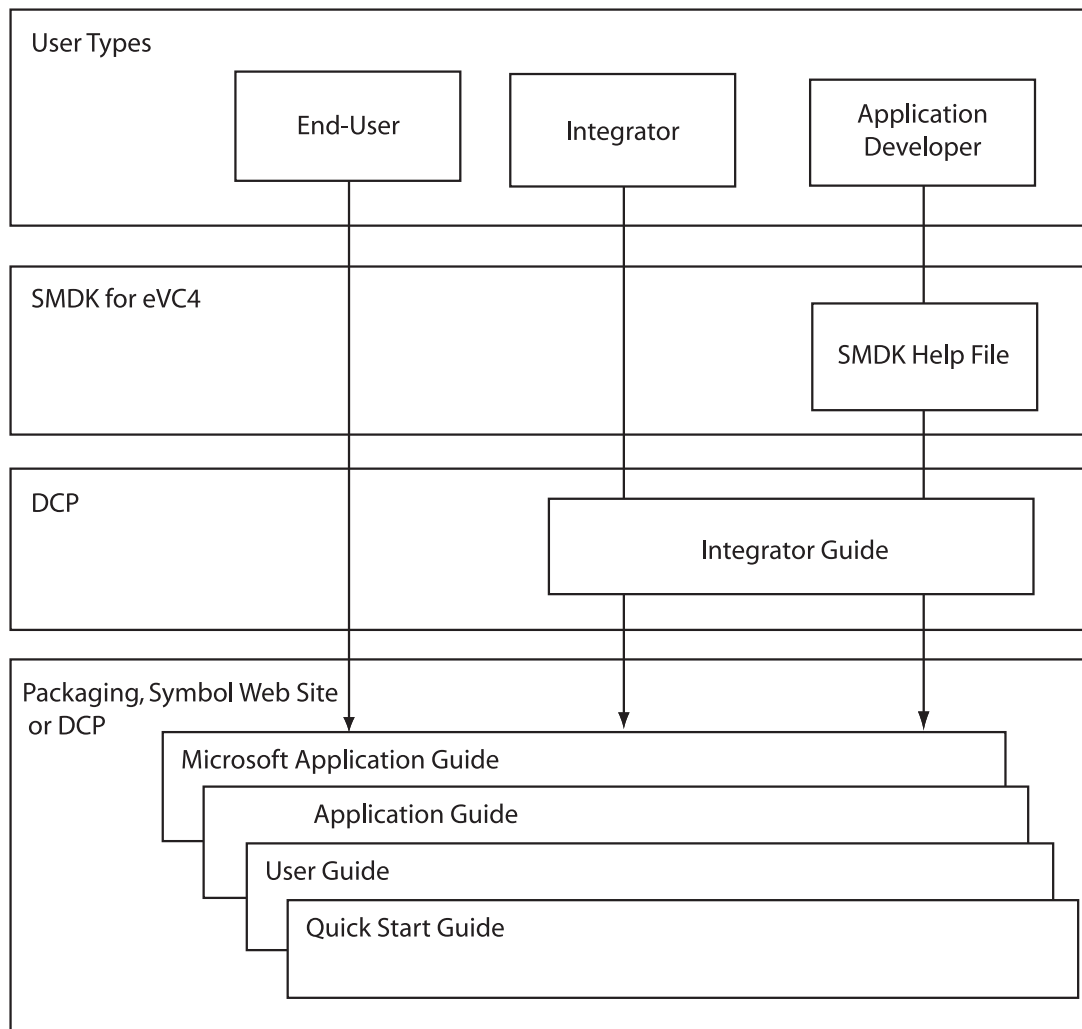 User Types
End-User
Integrator
Application
Developer
SMDK for eVC4
SMDK Help File
DCP
Integrator Guide
Packaging, Symbol Web Site
or DCP
Microsoft Application Guide
Application Guide
User Guide
Quick Start Guide